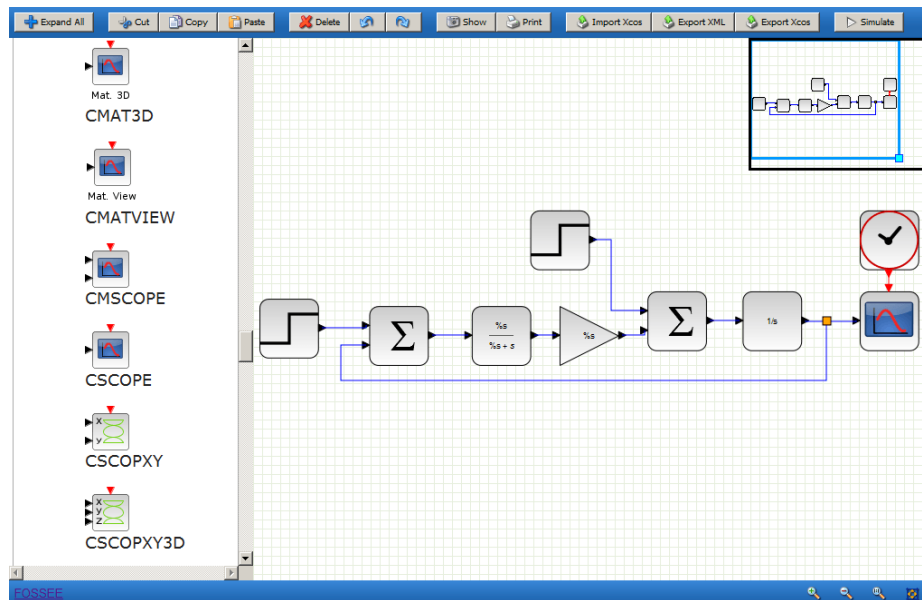 Expand All Cut Copy Paste Delete Show Print Import Xcos Export XML Export Xcos Simulate
Mat. 3D
CMAT3D
Mat. View
CMATVIEW
CMSCOPE
CSCOPE
X
Y
CSCOPXY
X
Y
Z
CSCOPXY3D
Σ
%s
%s + s
%s
Σ
1/s
FOSSEE